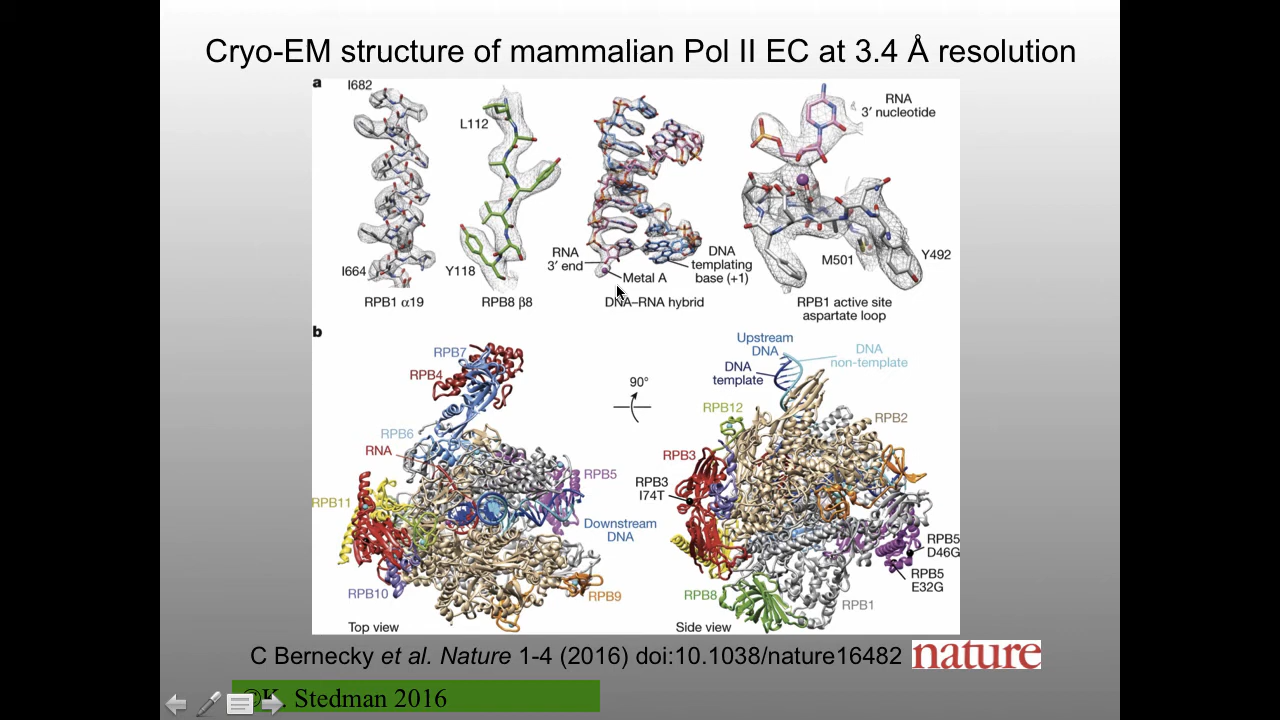 Cryo-EM structure of mammalian Pol II EC at 3.4 Å resolution
a
I682
I664
RPB1 α19
L112
Y118
RPB8 β8
RNA
3′ end
Metal A
DNA
templating
base (+1)
DNA–RNA hybrid
RNA
3′ nucleotide
M501
Y492
RPB1 active site
aspartate loop
b
RPB7
RPB4
RPB6
RNA
RPB11
RPB10
RPB5
Downstream
DNA
RPB9
Top view
90°
Upstream
DNA
DNA
template
DNA
non-template
RPB12
RPB2
RPB3
RPB3
I74T
RPB5
D46G
RPB5
E32G
RPB8
RPB1
Side view
C Bernecky et al. Nature 1-4 (2016) doi:10.1038/nature16482
nature
©K. Stedman 2016